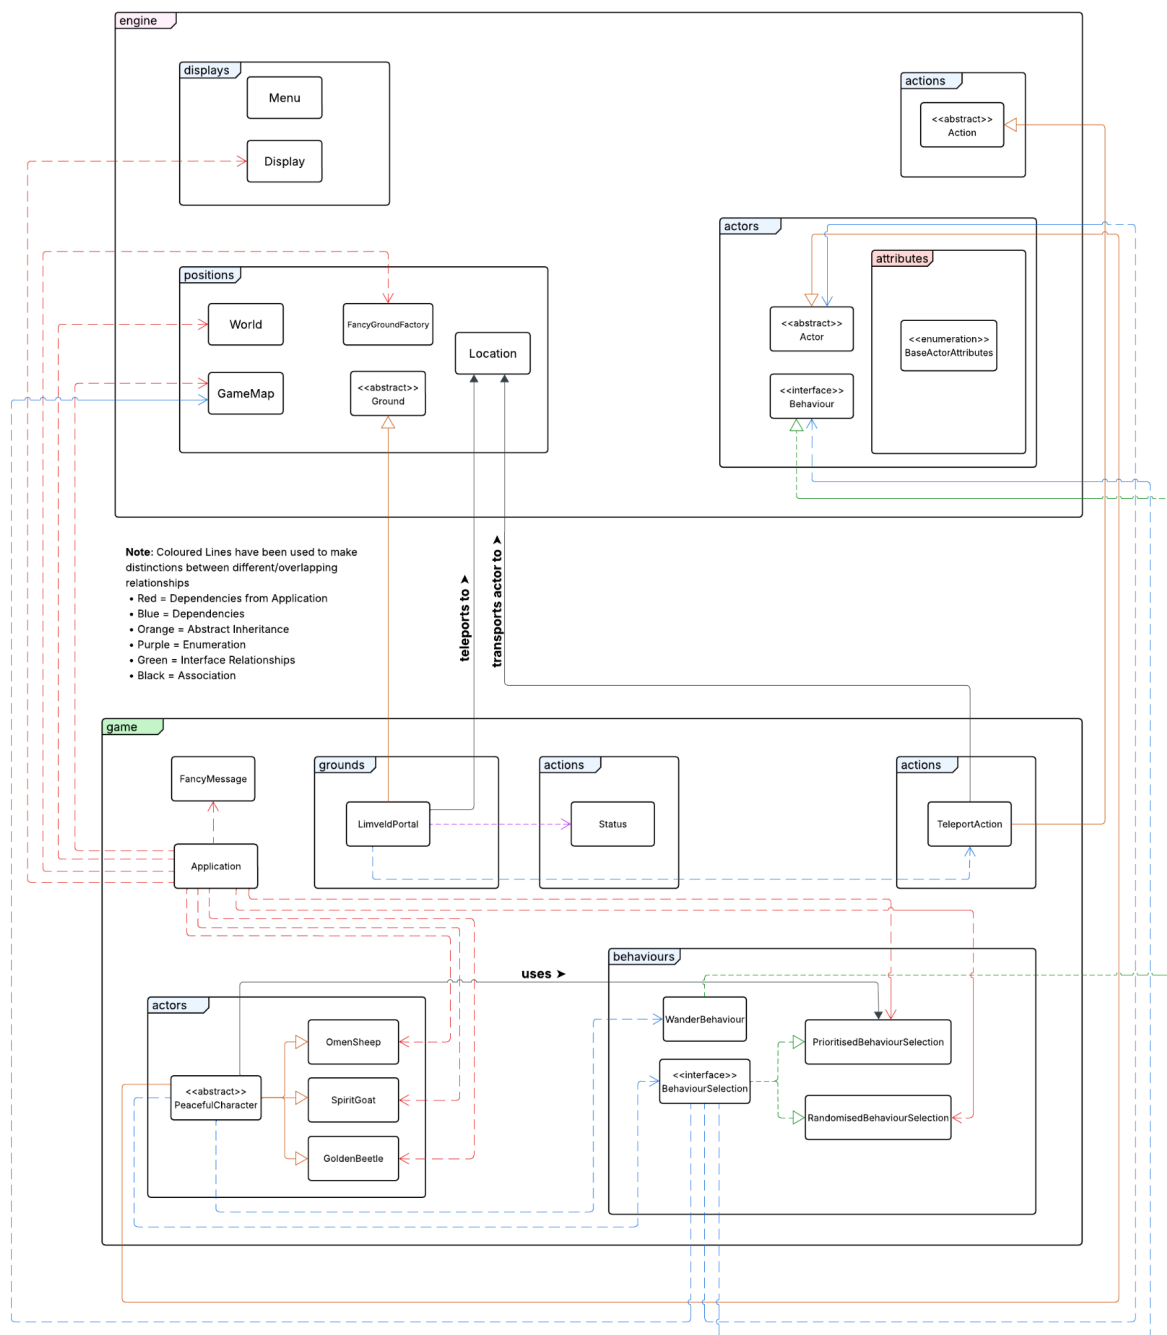 engine
displays
Menu
Display
actions
<<abstract>>
Action
actors
attributes
<<abstract>>
Actor
<<enumeration>>
BaseActorAttributes
<<interface>>
Behaviour
positions
World
FancyGroundFactory
Location
GameMap
<<abstract>>
Ground
Note: Coloured Lines have been used to make
distinctions between different/overlapping
relationships
• Red = Dependencies from Application
• Blue = Dependencies
• Orange = Abstract Inheritance
• Purple = Enumeration
• Green = Interface Relationships
• Black = Association
teleports to ➤
transports actor to ➤
game
FancyMessage
Application
grounds
LimveldPortal
actions
Status
actions
TeleportAction
uses ➤
actors
OmenSheep
<<abstract>>
PeacefulCharacter
SpiritGoat
GoldenBeetle
behaviours
WanderBehaviour
PrioritisedBehaviourSelection
<<interface>>
BehaviourSelection
RandomisedBehaviourSelection